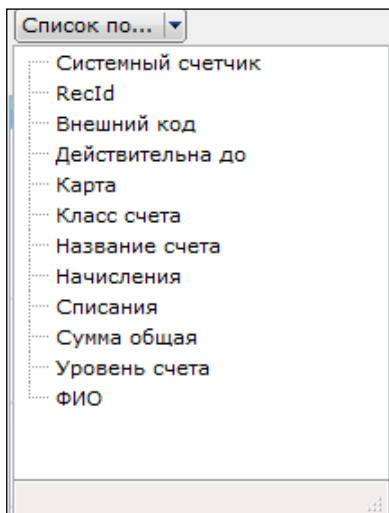 Список по...
Системный счетчик
RecId
Внешний код
Действительна до
Карта
Класс счета
Название счета
Начисления
Списания
Сумма общая
Уровень счета
ФИО